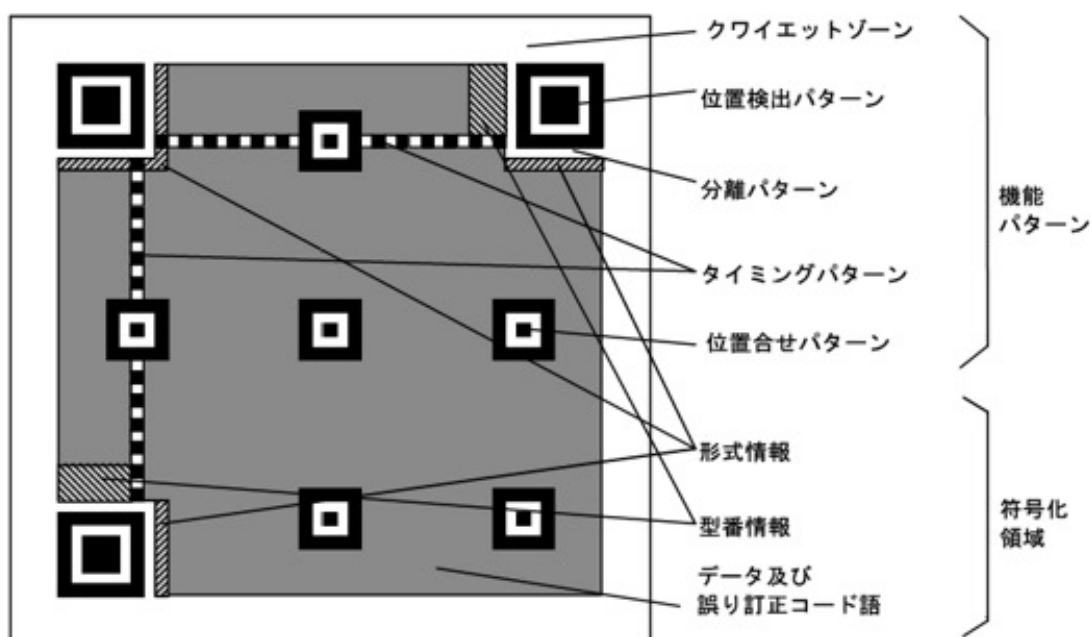 クワイエットゾーン
位置検出パターン
分離パターン
タイミングパターン
位置合せパターン
機能
パターン
形式情報
型番情報
データ及び
誤り訂正コード語
符号化
領域